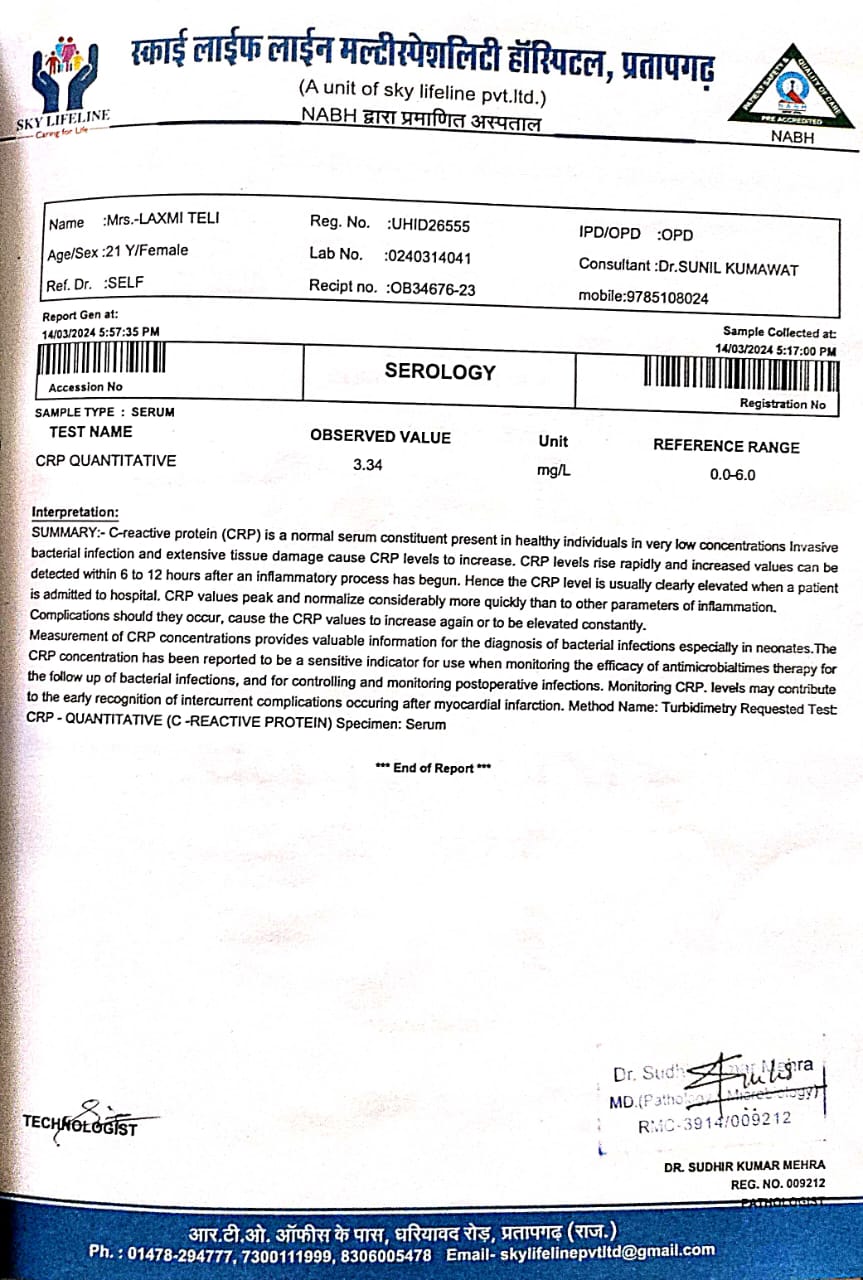 स्काई लाईफ लाईन मल्टीस्पेशलिटी हॉस्पिटल, प्रतापगढ़
(A unit of sky lifeline pvt.ltd.)
NABH द्वारा प्रमाणित अस्पताल
SKY LIFELINE
Caring for Life
PATIENT SAFETY & QUALITY OF CARE
NABH
PRE ACCREDITED
NABH
Name :Mrs.-LAXMI TELI Reg. No. :UHID26555 IPD/OPD :OPD
Age/Sex :21 Y/Female Lab No. :0240314041 Consultant :Dr.SUNIL KUMAWAT
Ref. Dr. :SELF Recipt no. :OB34676-23 mobile:9785108024
Report Gen at: Sample Collected at:
14/03/2024 5:57:35 PM 14/03/2024 5:17:00 PM
SEROLOGY
Accession No Registration No
SAMPLE TYPE : SERUM
TEST NAME OBSERVED VALUE Unit REFERENCE RANGE
CRP QUANTITATIVE 3.34 mg/L 0.0-6.0
Interpretation:
SUMMARY:- C-reactive protein (CRP) is a normal serum constituent present in healthy individuals in very low concentrations Invasive
bacterial infection and extensive tissue damage cause CRP levels to increase. CRP levels rise rapidly and increased values can be
detected within 6 to 12 hours after an inflammatory process has begun. Hence the CRP level is usually clearly elevated when a patient
is admitted to hospital. CRP values peak and normalize considerably more quickly than to other parameters of inflammation.
Complications should they occur, cause the CRP values to increase again or to be elevated constantly.
Measurement of CRP concentrations provides valuable information for the diagnosis of bacterial infections especially in neonates.The
CRP concentration has been reported to be a sensitive indicator for use when monitoring the efficacy of antimicrobialtimes therapy for
the follow up of bacterial infections, and for controlling and monitoring postoperative infections. Monitoring CRP. levels may contribute
to the early recognition of intercurrent complications occuring after myocardial infarction. Method Name: Turbidimetry Requested Test:
CRP - QUANTITATIVE (C -REACTIVE PROTEIN) Specimen: Serum
*** End of Report ***
Dr. Sudhir Kumar Mehra
MD.(Pathology & Microbiology)
RMC-3914/009212
TECHNOLOGIST
DR. SUDHIR KUMAR MEHRA
REG. NO. 009212
PATHOLOGIST
आर.टी.ओ. ऑफीस के पास, धरियावद रोड़, प्रतापगढ़ (राज.)
Ph. : 01478-294777, 7300111999, 8306005478 Email- skylifelinepvtltd@gmail.com